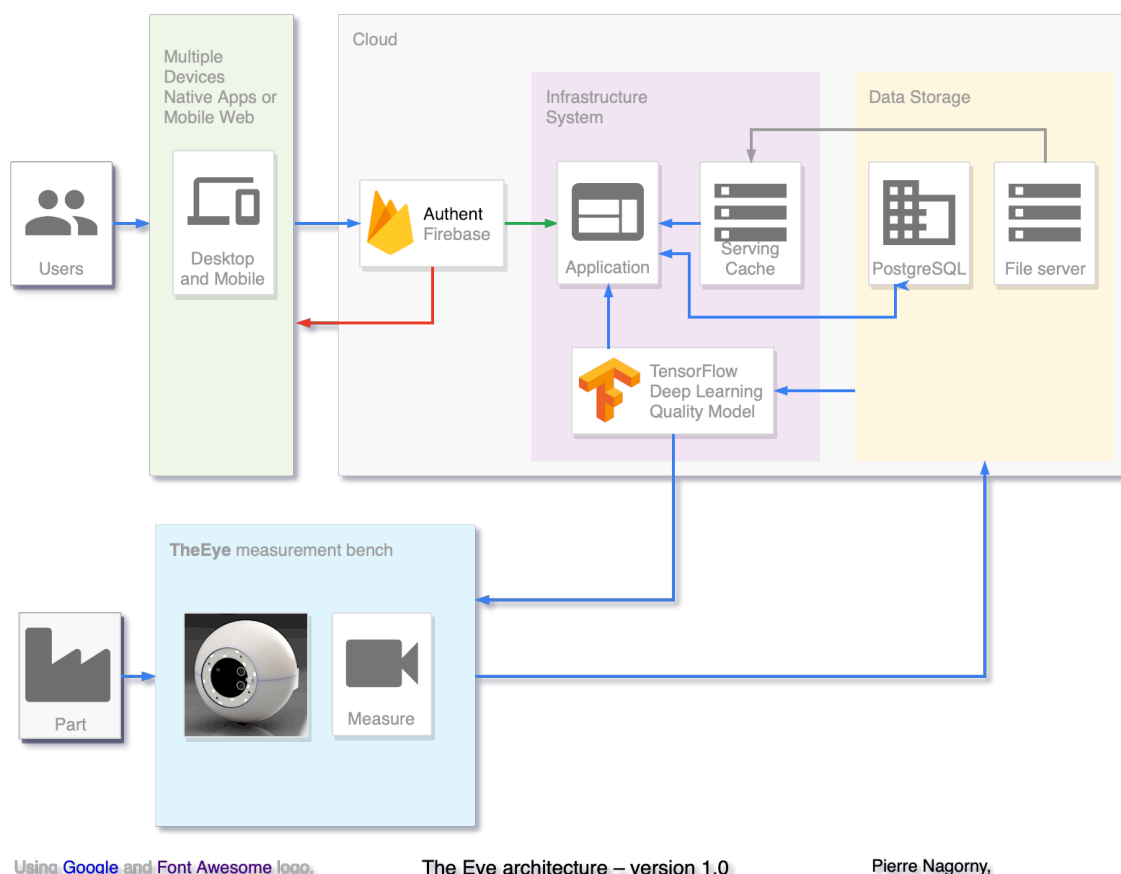 Cloud
Multiple
Devices
Native Apps or
Mobile Web
Infrastructure
System
Data Storage
Users
Desktop
and Mobile
Authent
Firebase
Application
Serving
Cache
PostgreSQL
File server
TensorFlow
Deep Learning
Quality Model
TheEye measurement bench
Part
Measure
Using Google and Font Awesome logo.
The Eye architecture – version 1.0
Pierre Nagorny,